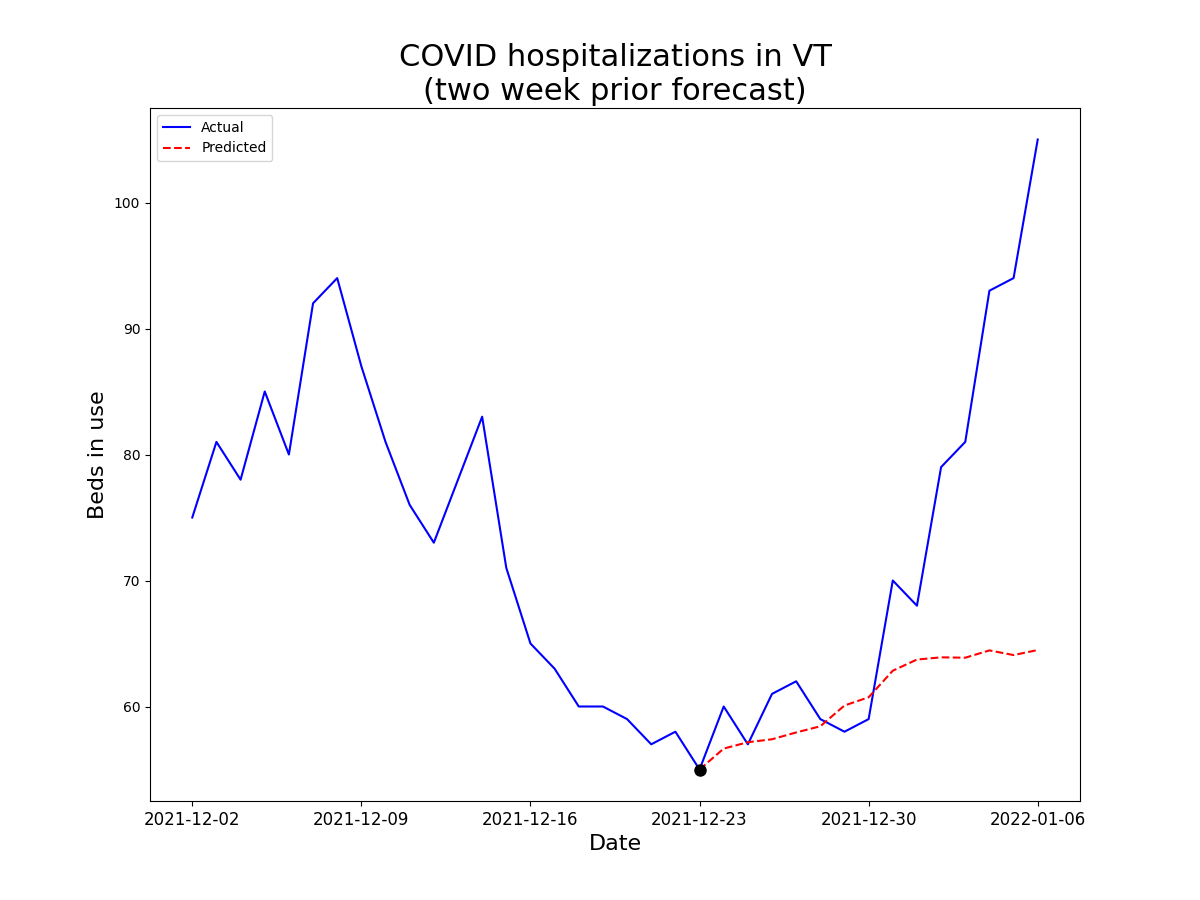 COVID hospitalizations in VT
(two week prior forecast)
Actual
Predicted
100
90
80
70
60
Beds in use
2021-12-02 2021-12-09 2021-12-16 2021-12-23 2021-12-30 2022-01-06
Date